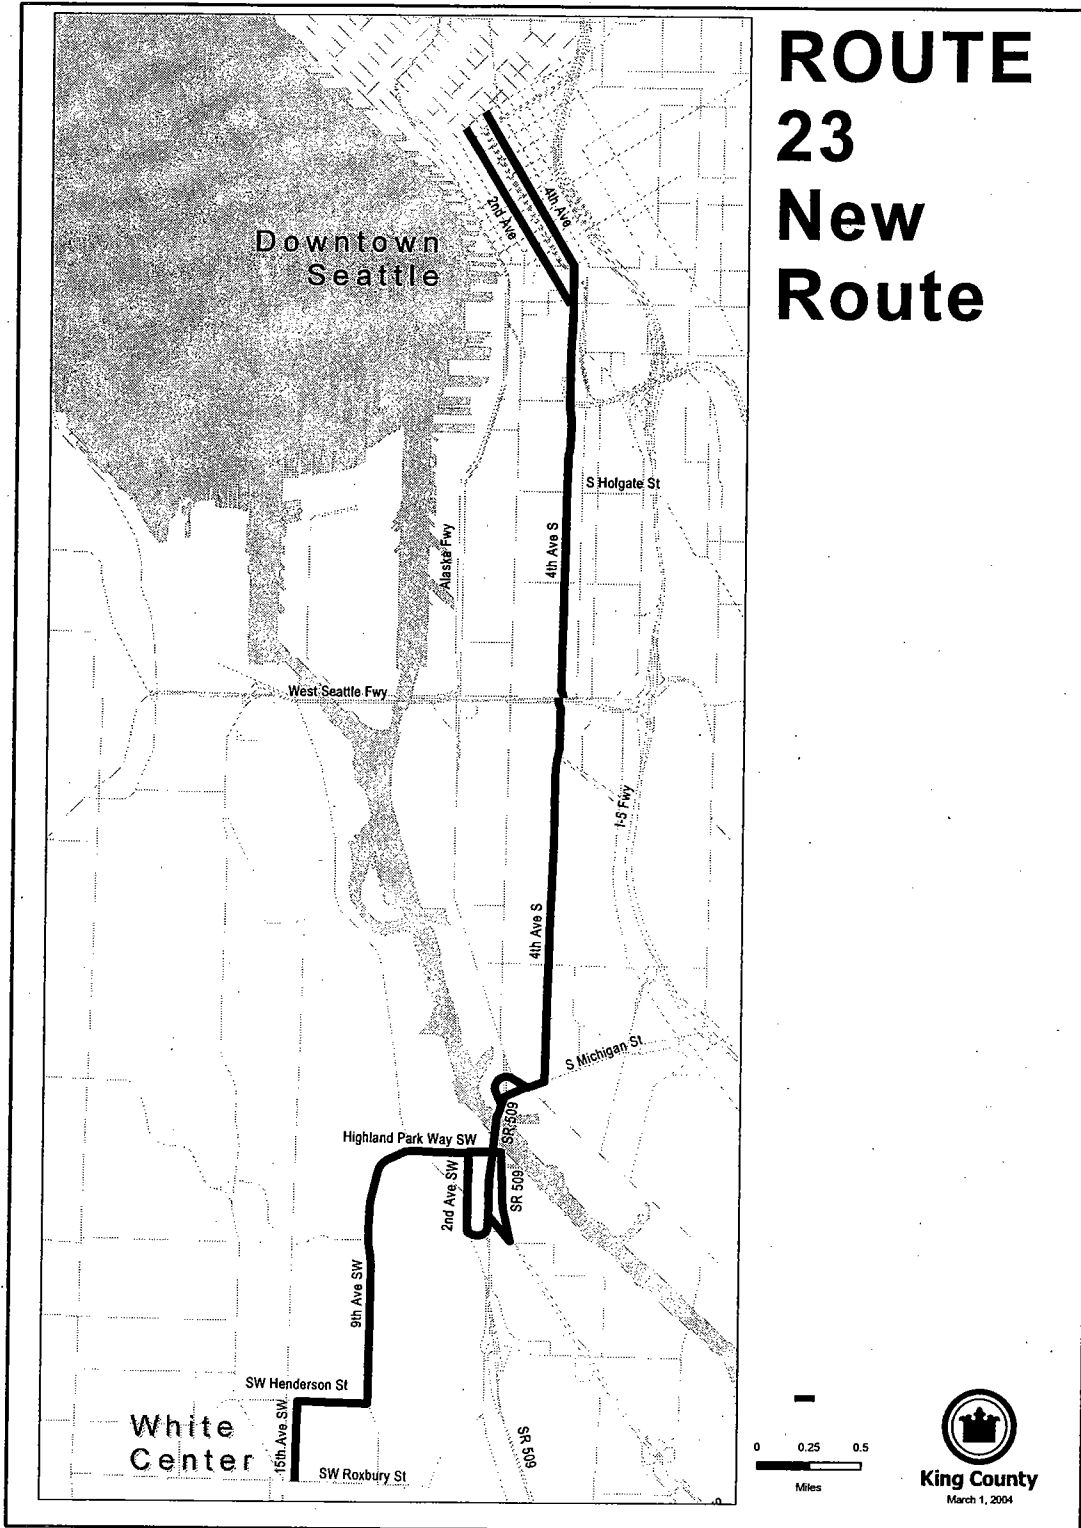 ROUTE
23
New
Route
Downtown
Seattle
2nd Ave
4th Ave
S Holgate St
4th Ave S
Alaska Fwy
West Seattle Fwy
I-5 Fwy
4th Ave S
S Michigan St
SR 509
Highland Park Way SW
2nd Ave SW
SR 509
9th Ave SW
SW Henderson St
White
Center
15th Ave SW
SW Roxbury St
SR 509
0 0.25 0.5
Miles
King County
March 1, 2004